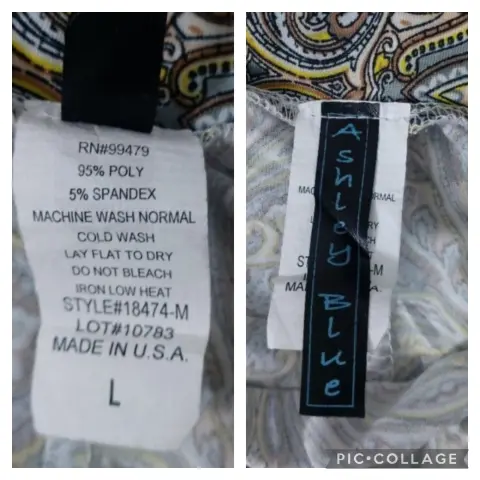 RN#99479
95% POLY
5% SPANDEX
MACHINE WASH NORMAL
COLD WASH
LAY FLAT TO DRY
DO NOT BLEACH
IRON LOW HEAT
STYLE#18474-M
LOT#10783
MADE IN U.S.A.
L
Ashley Blue
PIC•COLLAGE